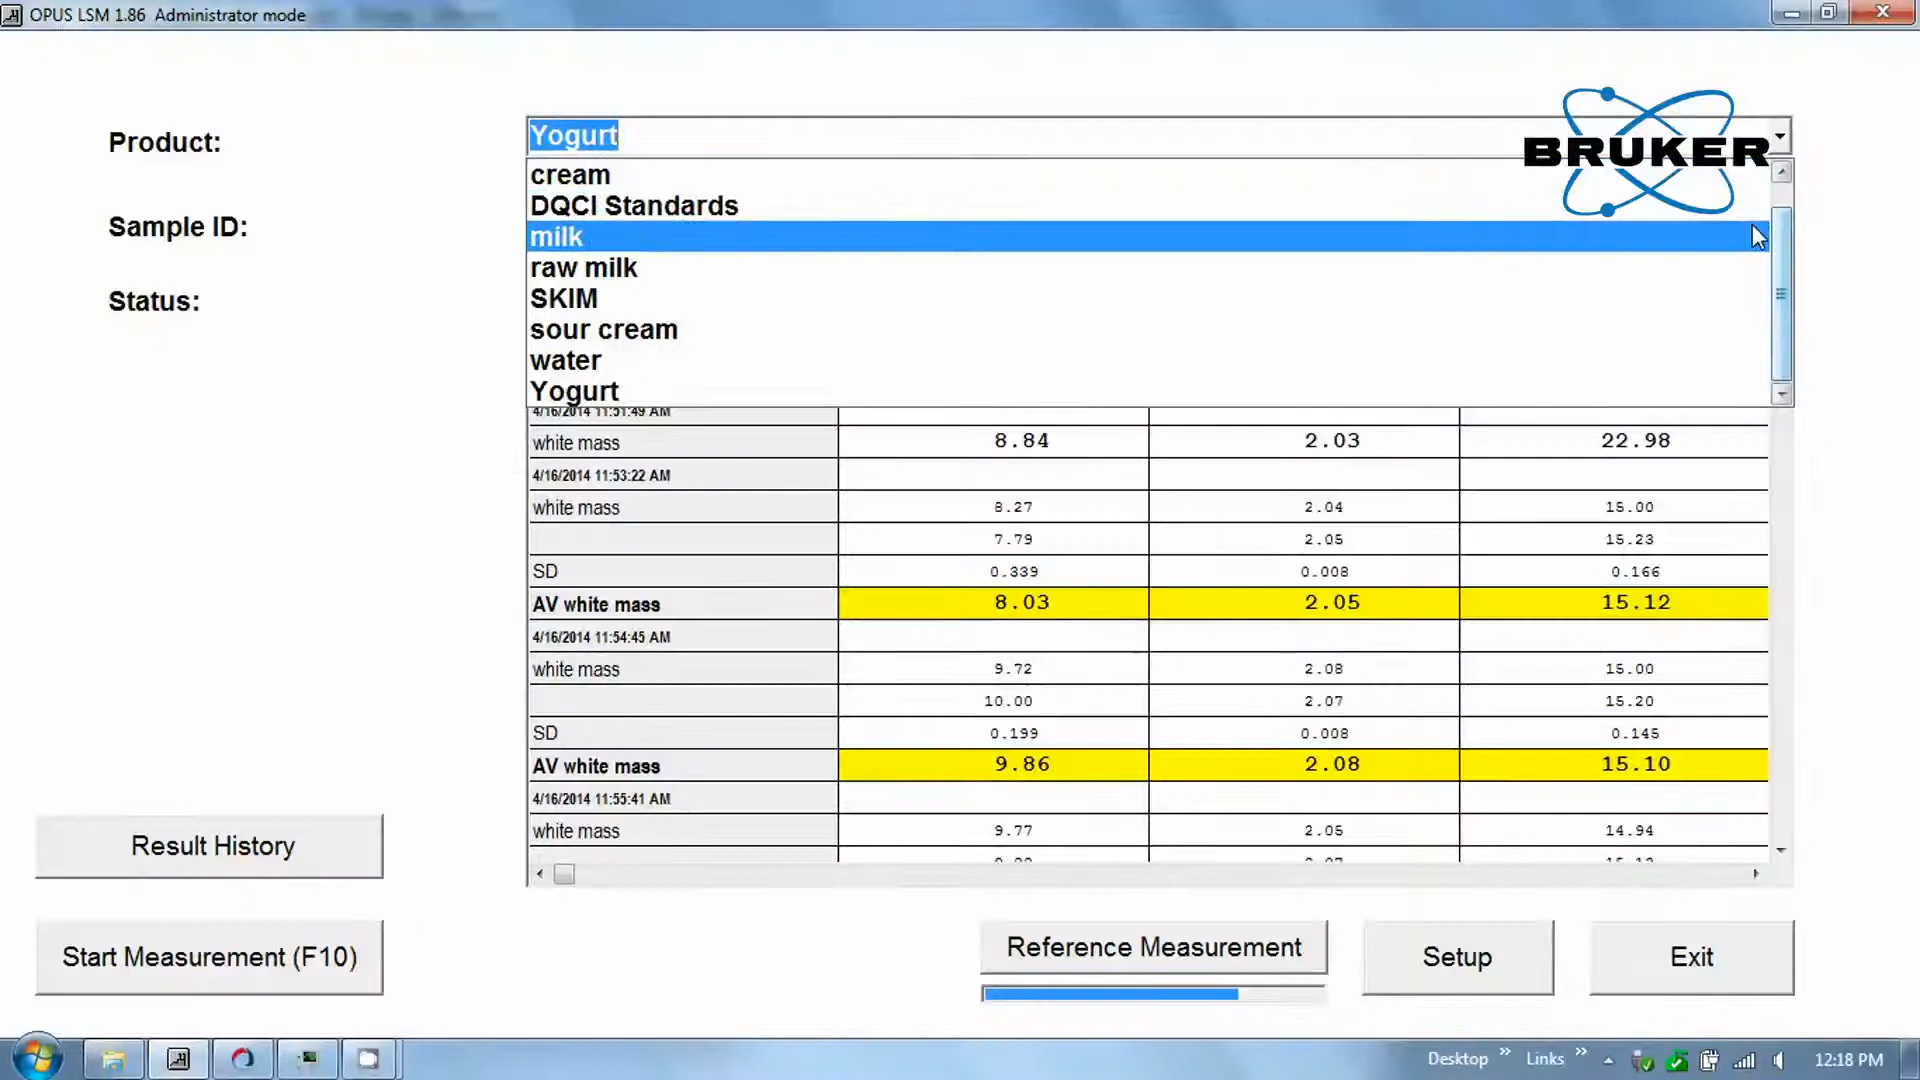 OPUS LSM 1.86 Administrator mode
Product:
Yogurt
BRUKER
cream
DQCI Standards
Sample ID:
milk
raw milk
SKIM
Status:
sour cream
water
Yogurt
4/16/2014 11:51:49 AM
white mass 8.84 2.03 22.98
4/16/2014 11:53:22 AM
white mass 8.27 2.04 15.00
7.79 2.05 15.23
SD 0.339 0.008 0.166
AV white mass 8.03 2.05 15.12
4/16/2014 11:54:45 AM
white mass 9.72 2.08 15.00
10.00 2.07 15.20
SD 0.199 0.008 0.145
AV white mass 9.86 2.08 15.10
4/16/2014 11:55:41 AM
white mass 9.77 2.05 14.94
Result History
Start Measurement (F10)
Reference Measurement
Setup
Exit
Desktop » Links »
12:18 PM